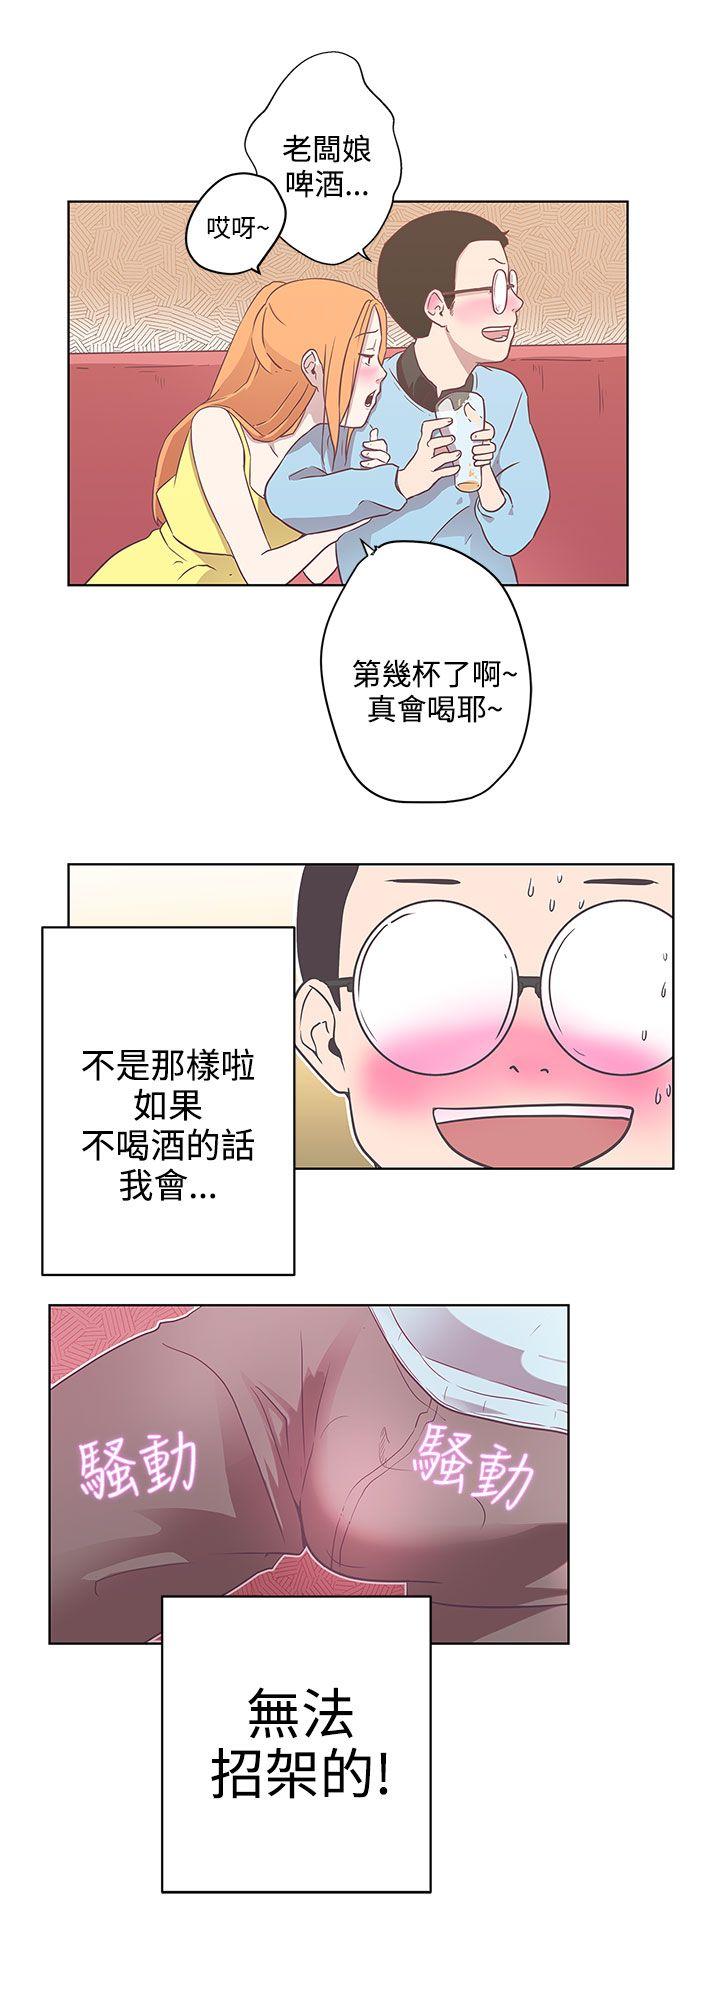 老闆娘
啤酒...
哎呀~
第幾杯了啊~
真會喝耶~
不是那樣啦
如果
不喝酒的話
我會...
騷動
騷動
無法
招架的!